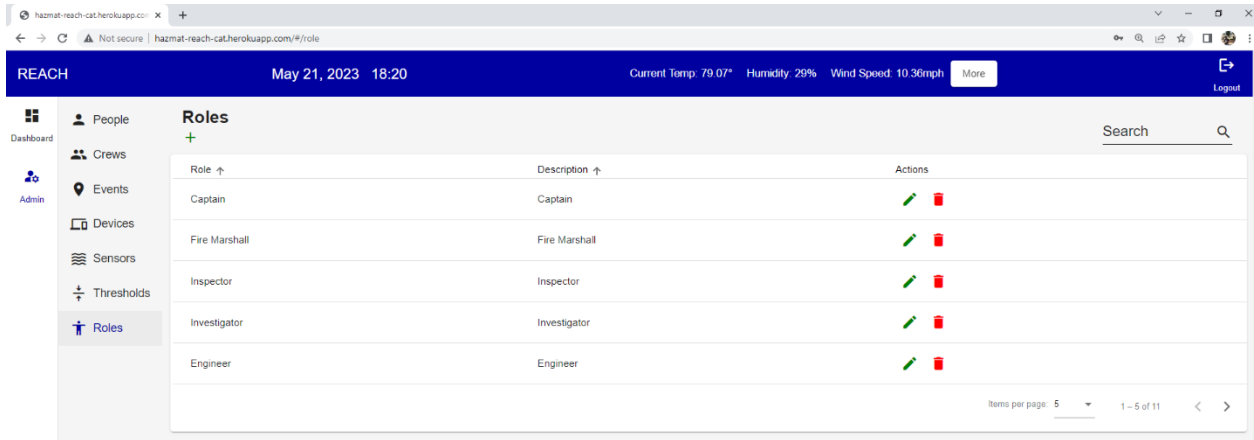 hazmat-reach-cat.herokuapp.con
Not secure | hazmat-reach-cat.herokuapp.com/#/role
REACH May 21, 2023 18:20 Current Temp: 79.07° Humidity: 29% Wind Speed: 10.36mph More Logout
Dashboard
Admin
People
Crews
Events
Devices
Sensors
Thresholds
Roles
Roles
Search
Role Description Actions
Captain Captain
Fire Marshall Fire Marshall
Inspector Inspector
Investigator Investigator
Engineer Engineer
Items per page: 5 1 – 5 of 11